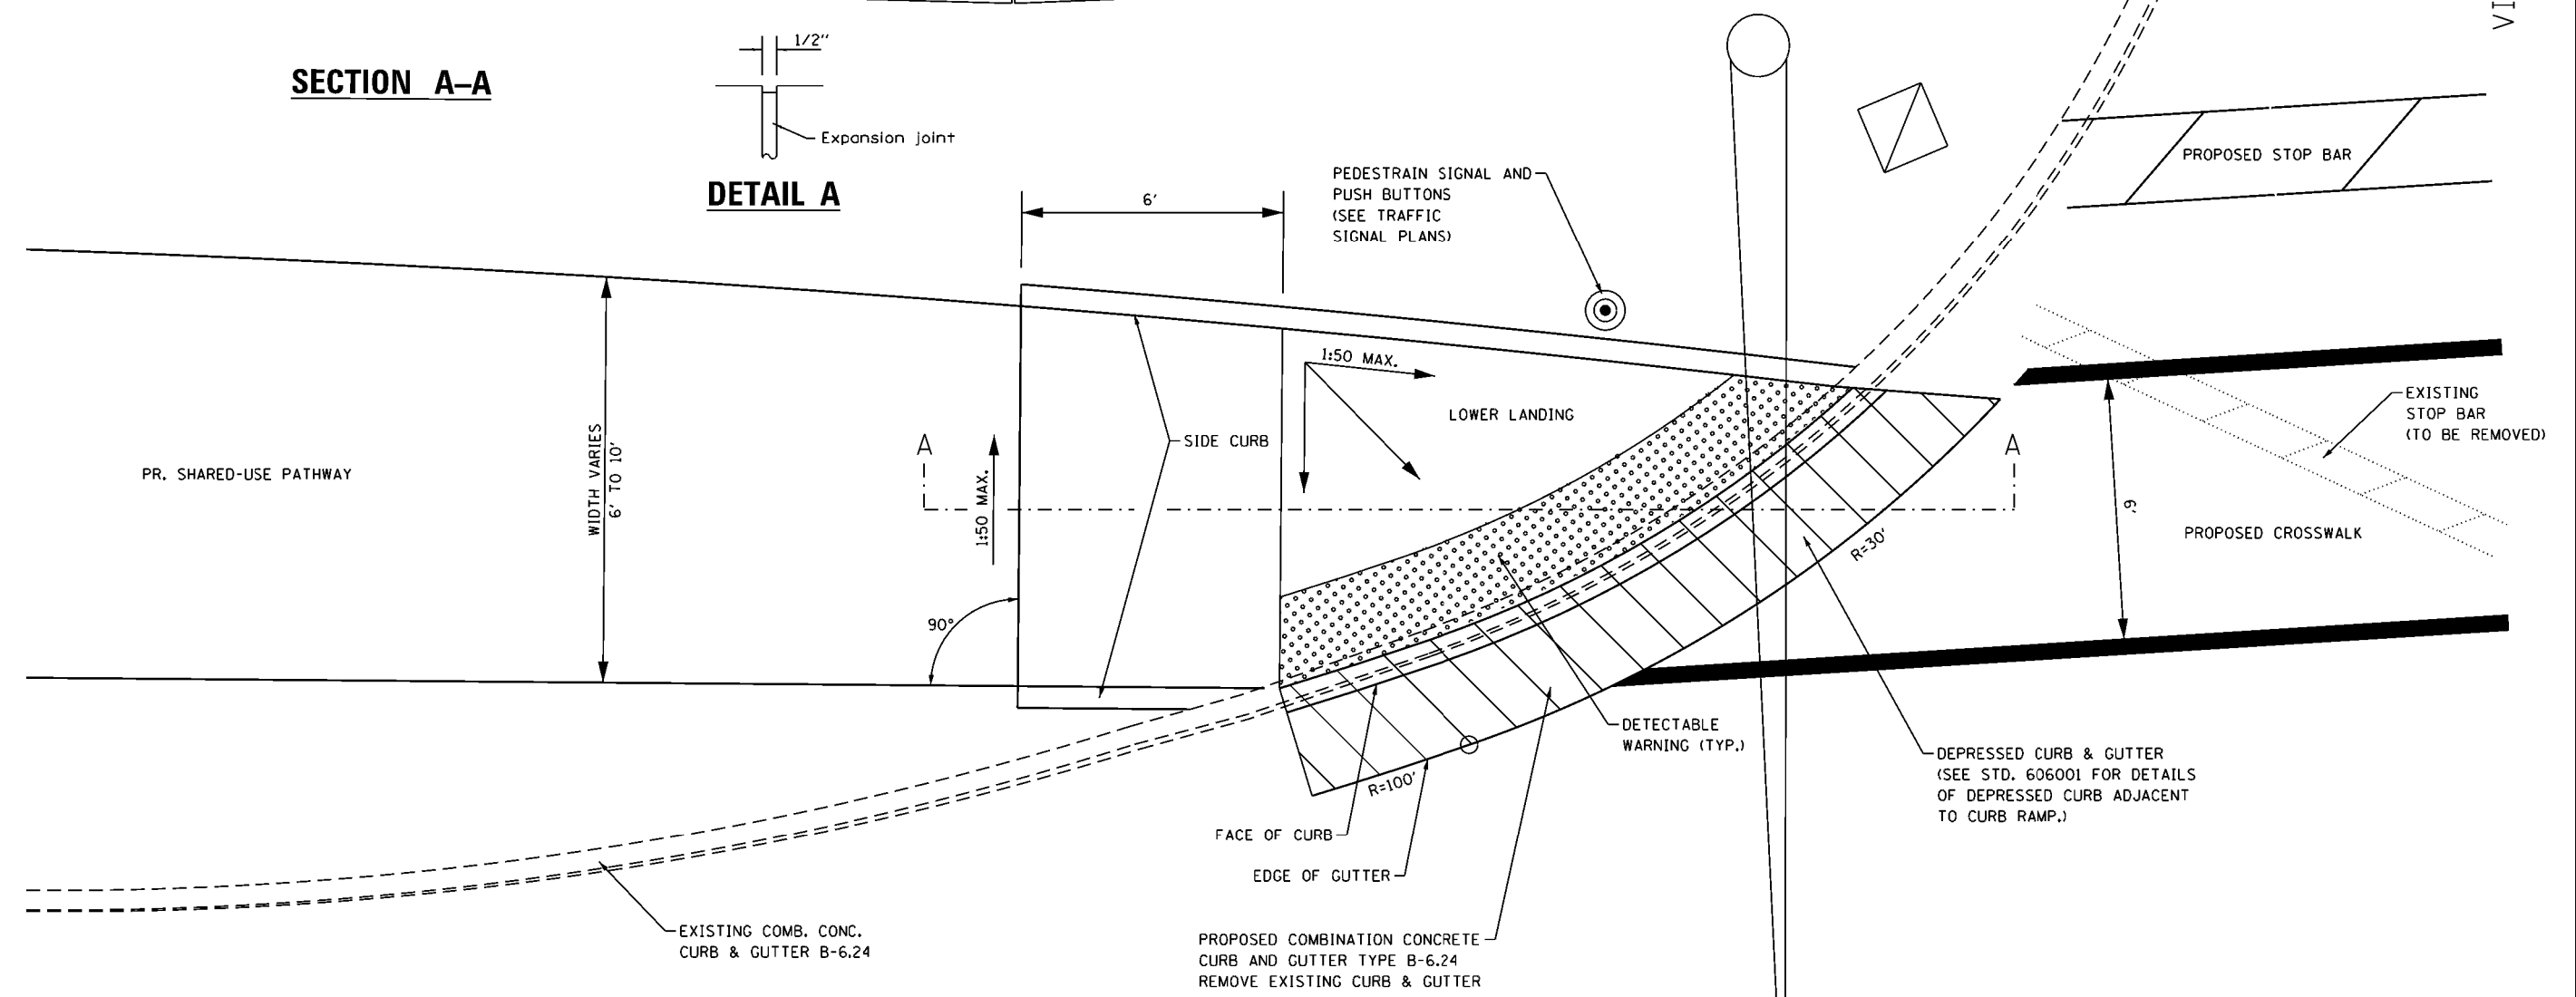 VI
1/2"
SECTION A–A
Expansion joint
DETAIL A
6'
PEDESTRAIN SIGNAL AND
PUSH BUTTONS
(SEE TRAFFIC
SIGNAL PLANS)
PROPOSED STOP BAR
1:50 MAX.
LOWER LANDING
EXISTING
STOP BAR
(TO BE REMOVED)
A
SIDE CURB
A
PR. SHARED-USE PATHWAY
WIDTH VARIES
6' TO 10'
1:50 MAX.
6'
PROPOSED CROSSWALK
R=30'
90°
DETECTABLE
WARNING (TYP.)
DEPRESSED CURB & GUTTER
(SEE STD. 606001 FOR DETAILS
OF DEPRESSED CURB ADJACENT
TO CURB RAMP.)
R=100'
FACE OF CURB
EDGE OF GUTTER
EXISTING COMB. CONC.
CURB & GUTTER B-6.24
PROPOSED COMBINATION CONCRETE
CURB AND GUTTER TYPE B-6.24
REMOVE EXISTING CURB & GUTTER